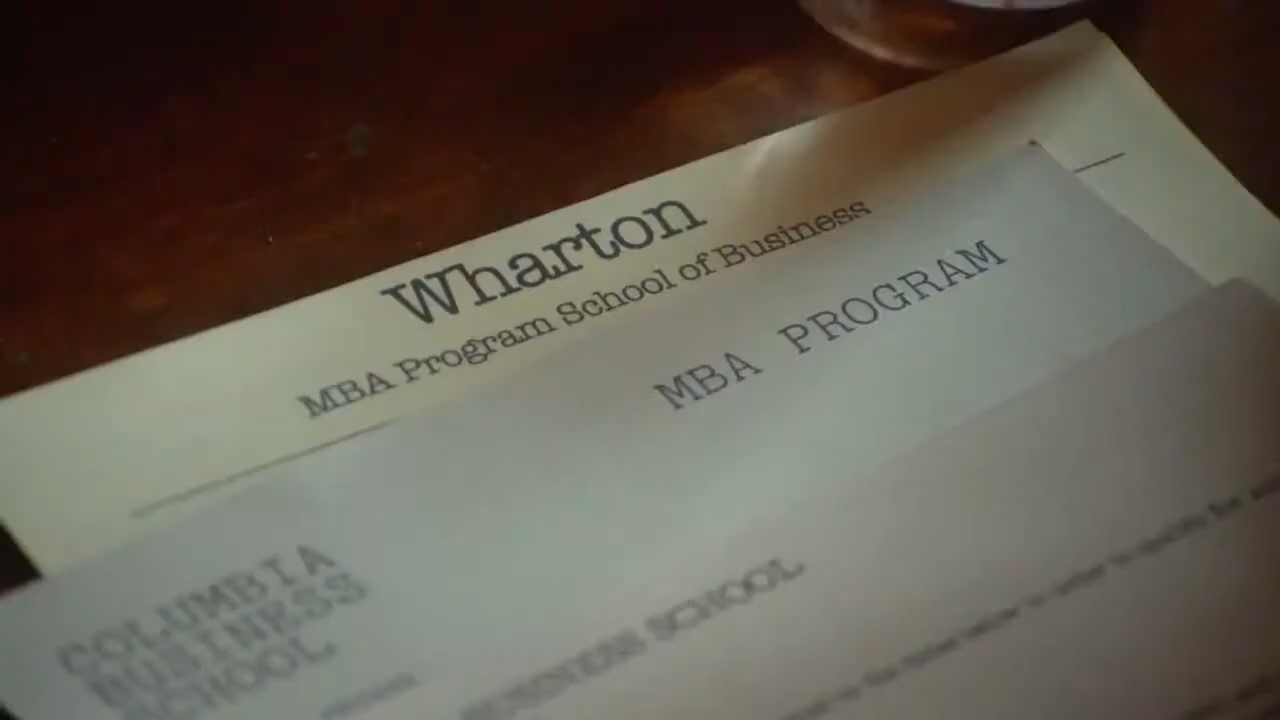 Wharton
MBA Program School of Business
MBA PROGRAM
COLUMBIA
BUSINESS
SCHOOL
BUSINESS SCHOOL